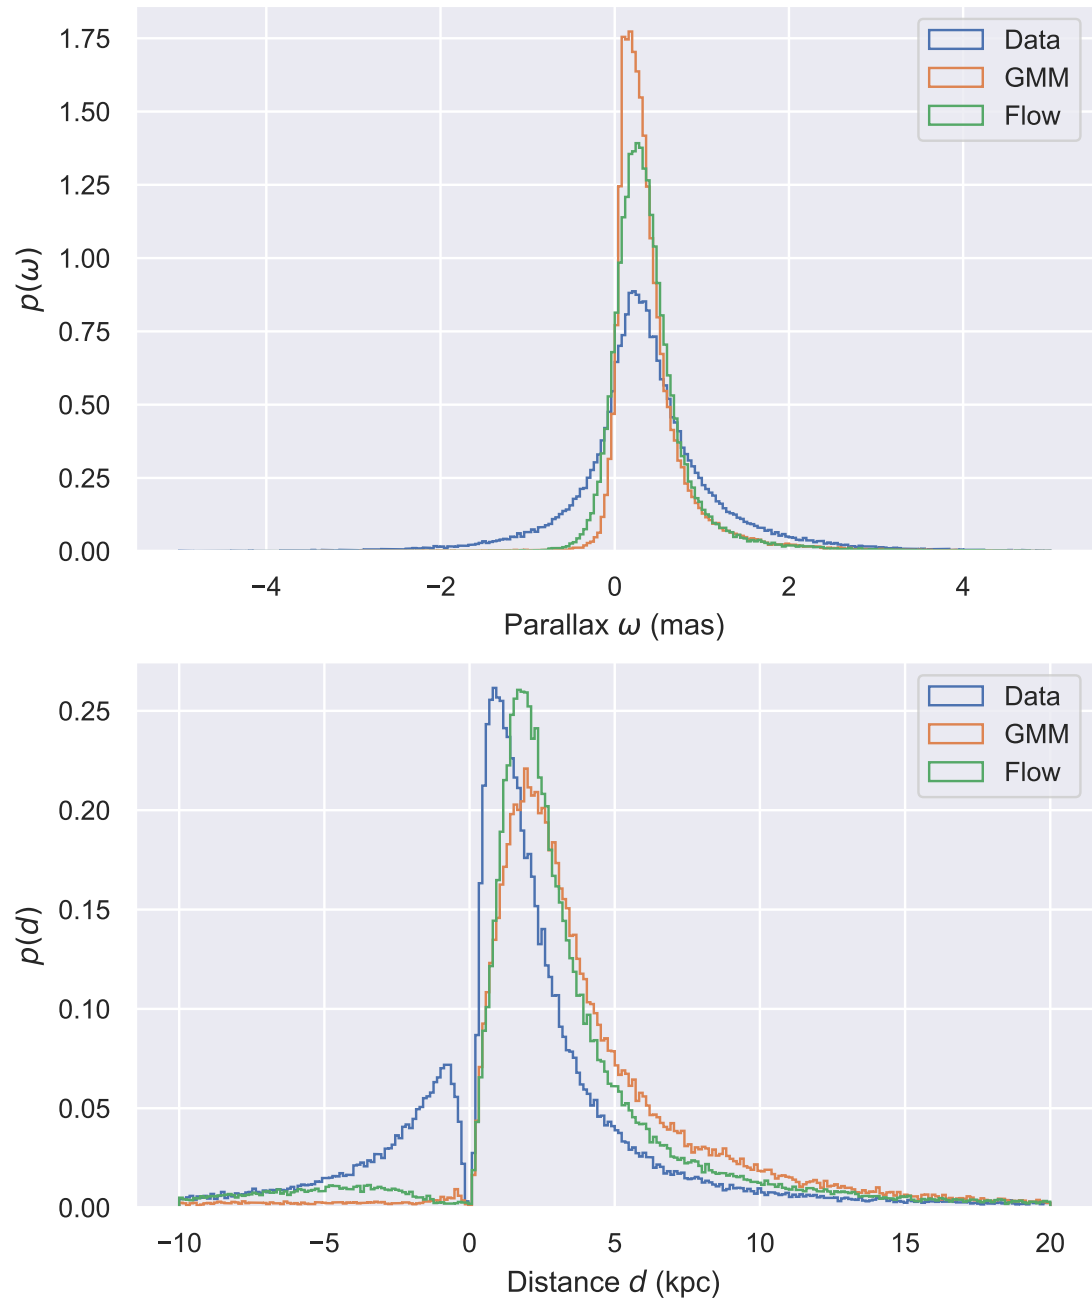 1.75
1.50
1.25
1.00
0.75
0.50
0.25
0.00
p(ω)
Data
GMM
Flow
−4 −2 0 2 4
Parallax ω (mas)
0.25
0.20
0.15
0.10
0.05
0.00
p(d)
Data
GMM
Flow
−10 −5 0 5 10 15 20
Distance d (kpc)